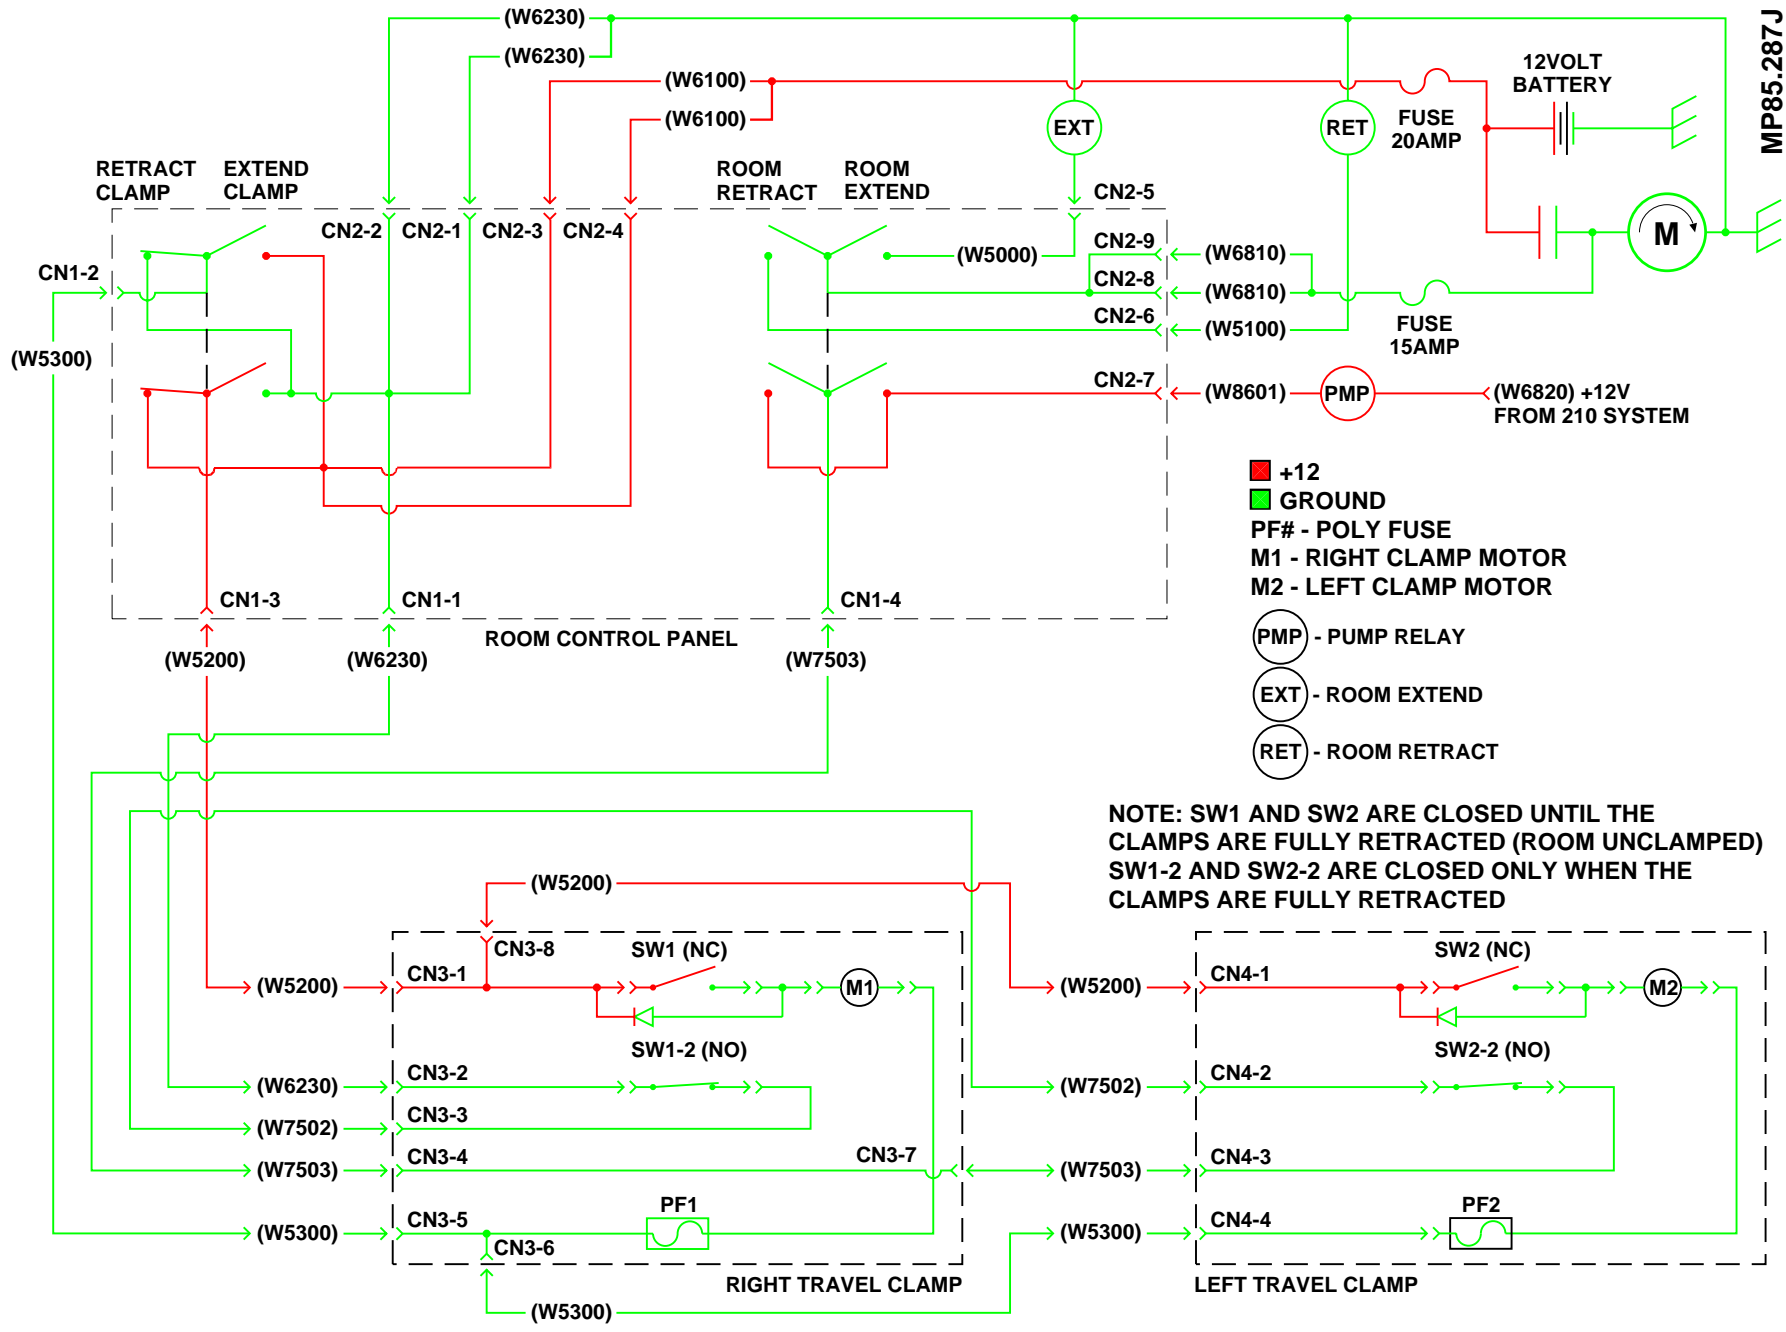 (W6230)
(W6230)
(W6100)
(W6100)
12VOLT
BATTERY
MP85.287J
EXT
RET
FUSE
20AMP
RETRACT
CLAMP
EXTEND
CLAMP
ROOM
RETRACT
ROOM
EXTEND
CN2-5
CN2-2
CN2-1
CN2-3
CN2-4
CN2-9
(W5000)
(W6810)
M
CN1-2
CN2-8
(W6810)
CN2-6
(W5100)
FUSE
15AMP
(W5300)
CN2-7
(W8601)
PMP
(W6820) +12V
FROM 210 SYSTEM
+12
GROUND
PF# - POLY FUSE
M1 - RIGHT CLAMP MOTOR
M2 - LEFT CLAMP MOTOR
PMP - PUMP RELAY
EXT - ROOM EXTEND
RET - ROOM RETRACT
CN1-3
CN1-1
CN1-4
ROOM CONTROL PANEL
(W5200)
(W6230)
(W7503)
NOTE: SW1 AND SW2 ARE CLOSED UNTIL THE
CLAMPS ARE FULLY RETRACTED (ROOM UNCLAMPED)
SW1-2 AND SW2-2 ARE CLOSED ONLY WHEN THE
CLAMPS ARE FULLY RETRACTED
(W5200)
CN3-8
SW1 (NC)
SW2 (NC)
(W5200)
CN3-1
M1
(W5200)
CN4-1
M2
SW1-2 (NO)
SW2-2 (NO)
(W6230)
CN3-2
(W7502)
CN4-2
(W7502)
CN3-3
(W7503)
CN3-4
CN3-7
(W7503)
CN4-3
PF1
PF2
(W5300)
CN3-5
(W5300)
CN4-4
CN3-6
RIGHT TRAVEL CLAMP
LEFT TRAVEL CLAMP
(W5300)